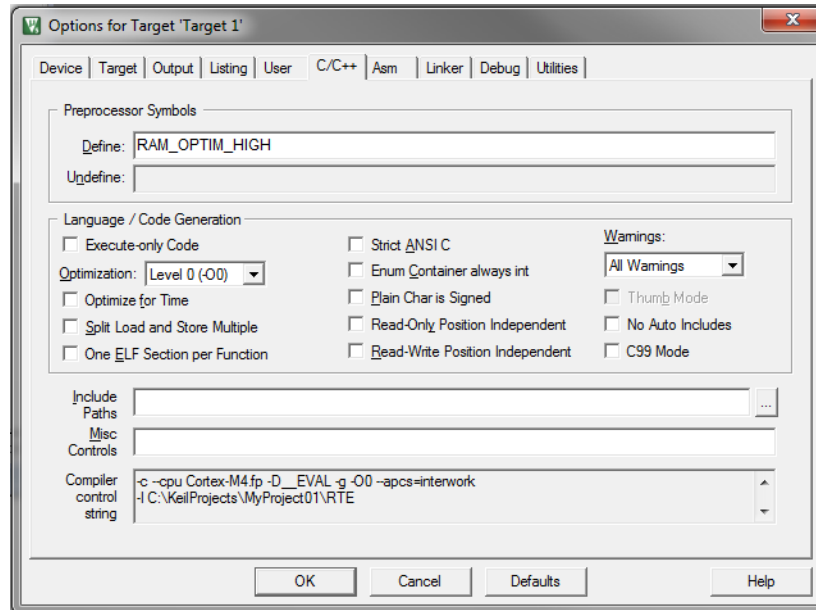 Options for Target 'Target 1'
Device Target Output Listing User C/C++ Asm Linker Debug Utilities
Preprocessor Symbols
Define: RAM_OPTIM_HIGH
Undefine:
Language / Code Generation
Execute-only Code
Optimization: Level 0 (-O0)
Optimize for Time
Split Load and Store Multiple
One ELF Section per Function
Strict ANSI C
Enum Container always int
Plain Char is Signed
Read-Only Position Independent
Read-Write Position Independent
Warnings:
All Warnings
Thumb Mode
No Auto Includes
C99 Mode
Include
Paths
...
Misc
Controls
Compiler
control
string
-c --cpu Cortex-M4.fp -D__EVAL -g -O0 --apcs=interwork
-I C:\KeilProjects\MyProject01\RTE
OK Cancel Defaults Help